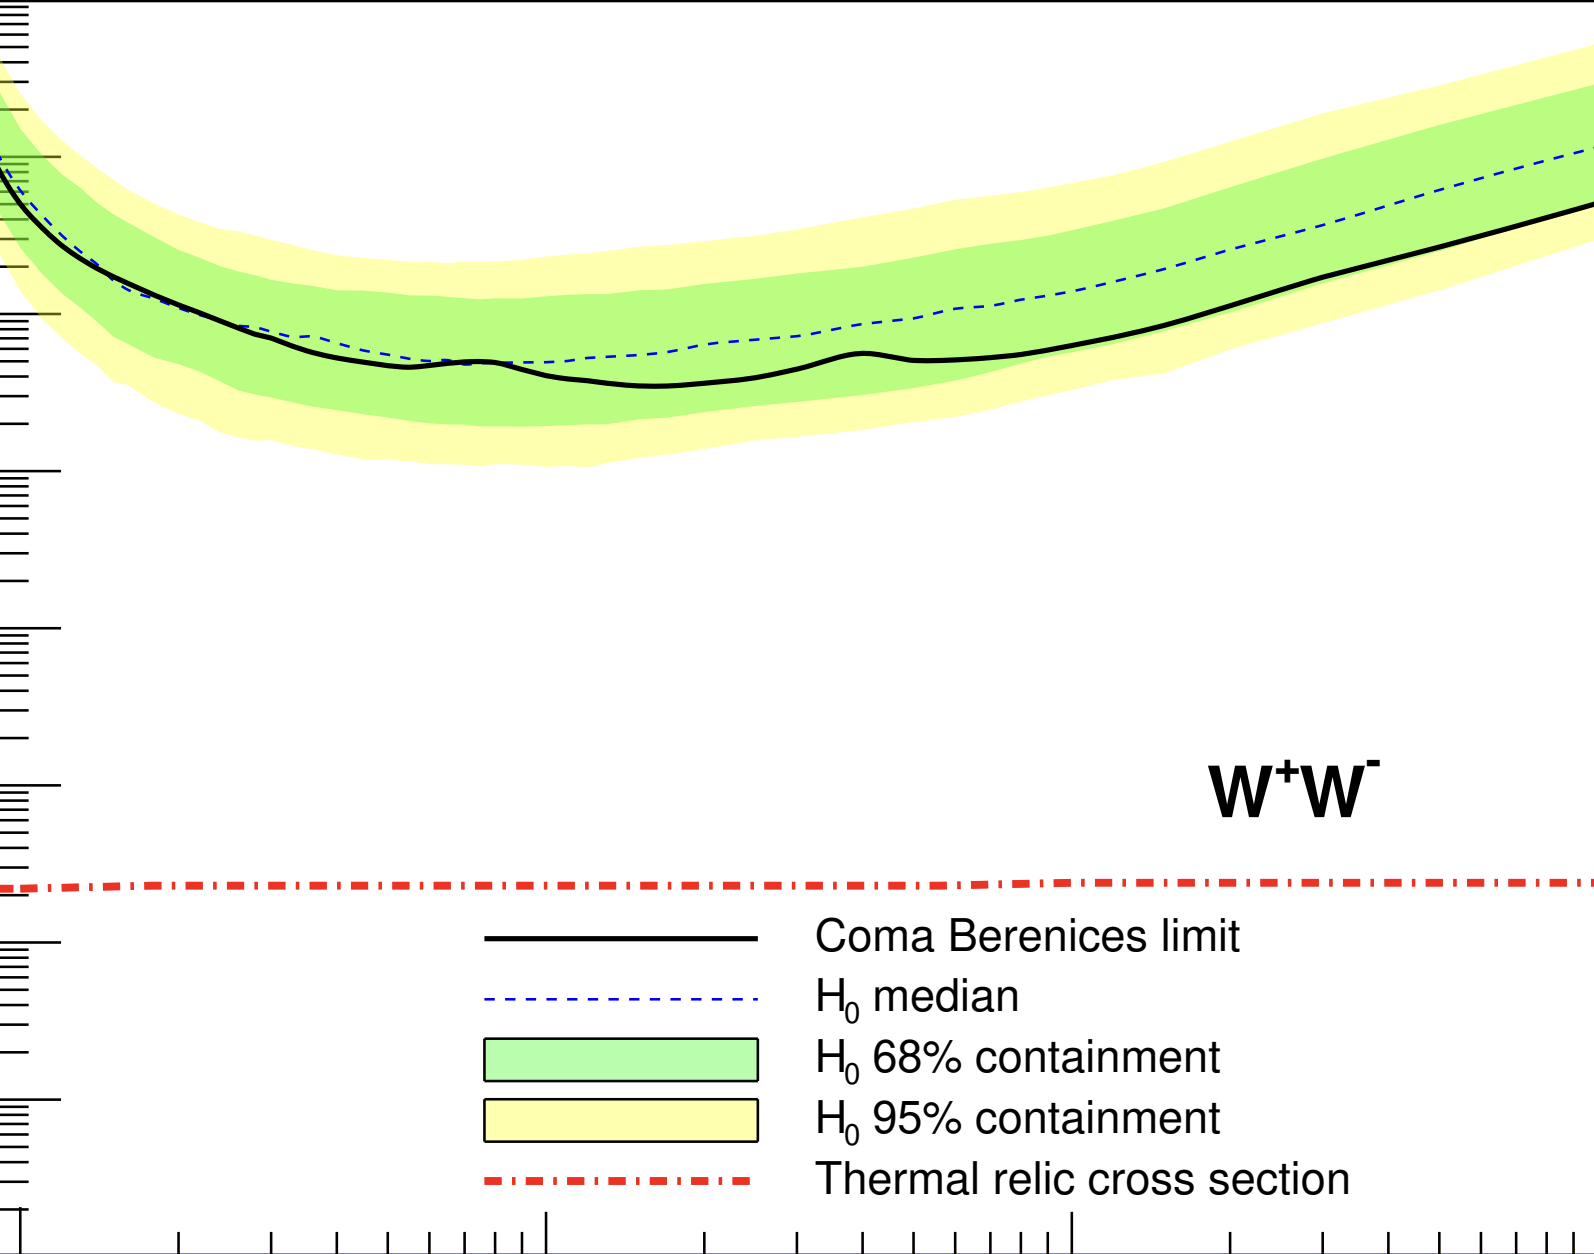 W⁺W⁻
Coma Berenices limit
H₀ median
H₀ 68% containment
H₀ 95% containment
Thermal relic cross section